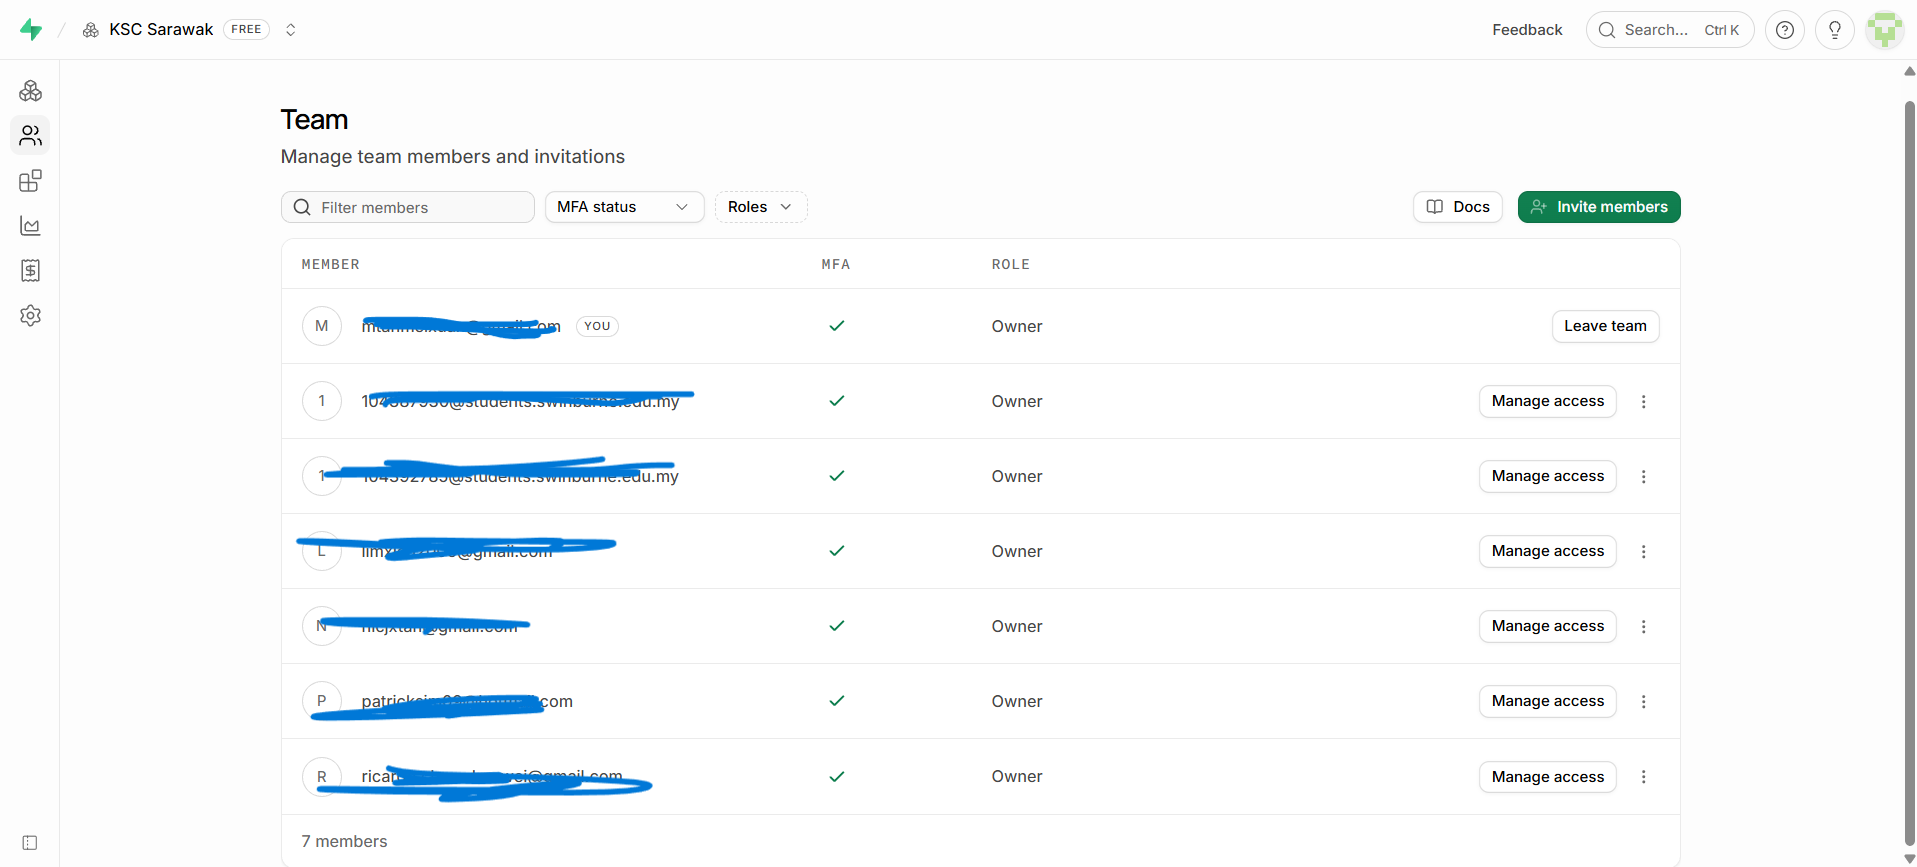 KSC Sarawak FREE
Feedback
Search... Ctrl K
Team
Manage team members and invitations
Filter members
MFA status
Roles
Docs
Invite members
MEMBER MFA ROLE
M YOU Owner Leave team
1 Owner Manage access
1 Owner Manage access
L Owner Manage access
N Owner Manage access
P Owner Manage access
R Owner Manage access
7 members